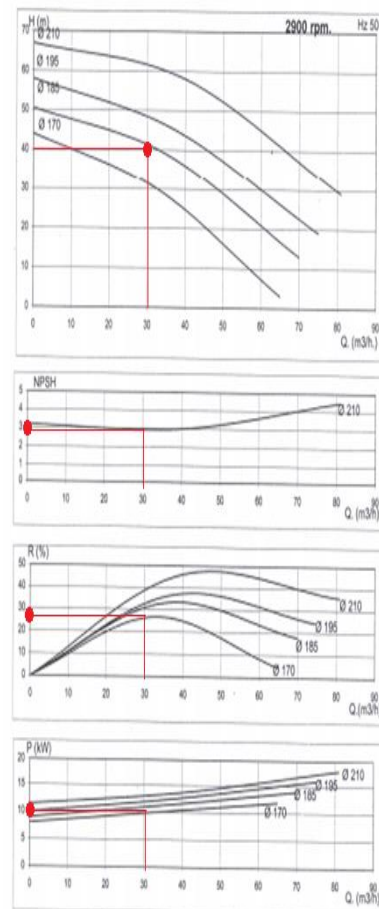 H (m)
2900 rpm.
Hz 50
70
Ø 210
60
Ø 195
Ø 185
50
Ø 170
40
30
20
10
0
0 10 20 30 40 50 60 70 80 90
Q. (m3/h.)
NPSH
5
4
3
2
1
0
Ø 210
0 10 20 30 40 50 60 70 80 90
Q. (m3/h)
R (%)
50
40
30
20
10
0
Ø 210
Ø 195
Ø 185
Ø 170
0 10 20 30 40 50 60 70 80 90
Q.(m3/h)
P (kW)
20
15
10
5
0
Ø 210
Ø 195
Ø 185
Ø 170
0 10 20 30 40 50 60 70 80 90
Q. (m3/h)